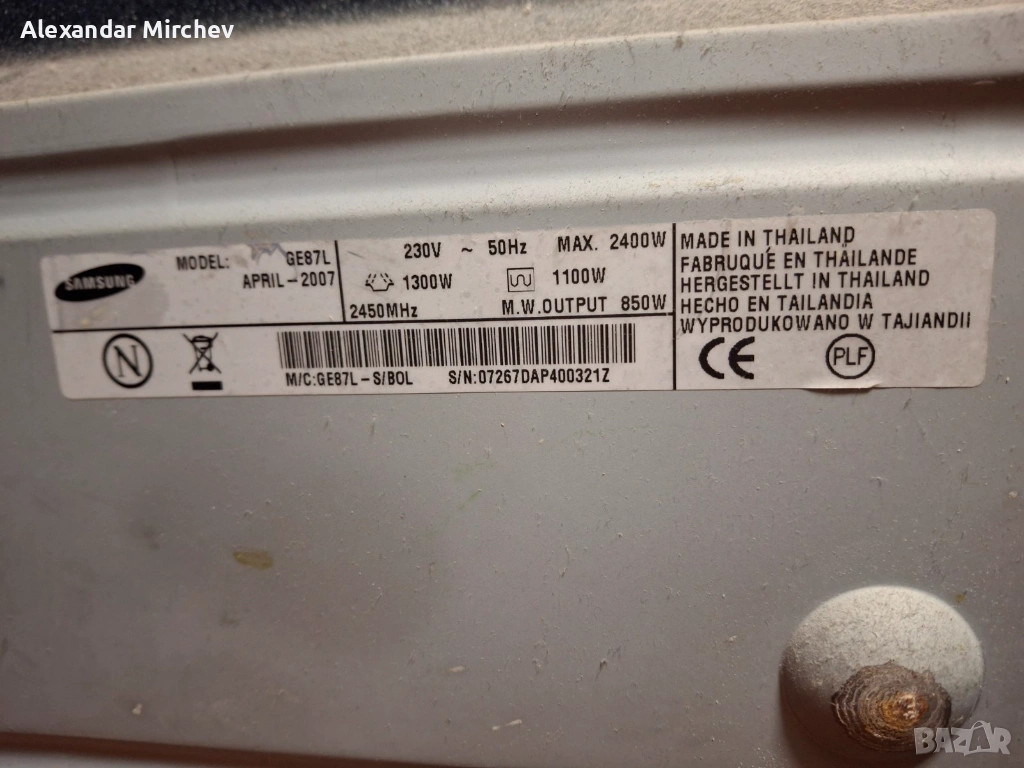 Alexandar Mirchev
SAMSUNG
MODEL: GE87L
APRIL-2007
230V ~ 50Hz MAX. 2400W
1300W 1100W
2450MHz M.W.OUTPUT 850W
N
M/C:GE87L-S/BOL S/N:07267DAP400321Z
MADE IN THAILAND
FABRUQUÉ EN THAÏLANDE
HERGESTELLT IN THAILAND
HECHO EN TAILANDIA
WYPRODUKOWANO W TAJIANDII
CE PLF
BAZAR